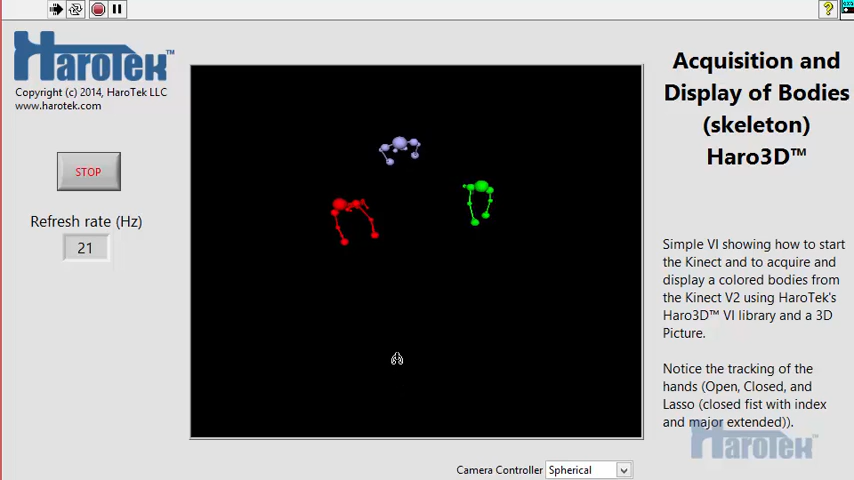 HAROTEK™
Copyright (c) 2014, HaroTek LLC
www.harotek.com
STOP
Refresh rate (Hz)
21
Acquisition and
Display of Bodies
(skeleton)
Haro3D™
Simple VI showing how to start
the Kinect and to acquire and
display a colored bodies from
the Kinect V2 using HaroTek's
Haro3D™ VI library and a 3D
Picture.
Notice the tracking of the
hands (Open, Closed, and
Lasso (closed fist with index
and major extended)).
HAROTEK
Camera Controller Spherical